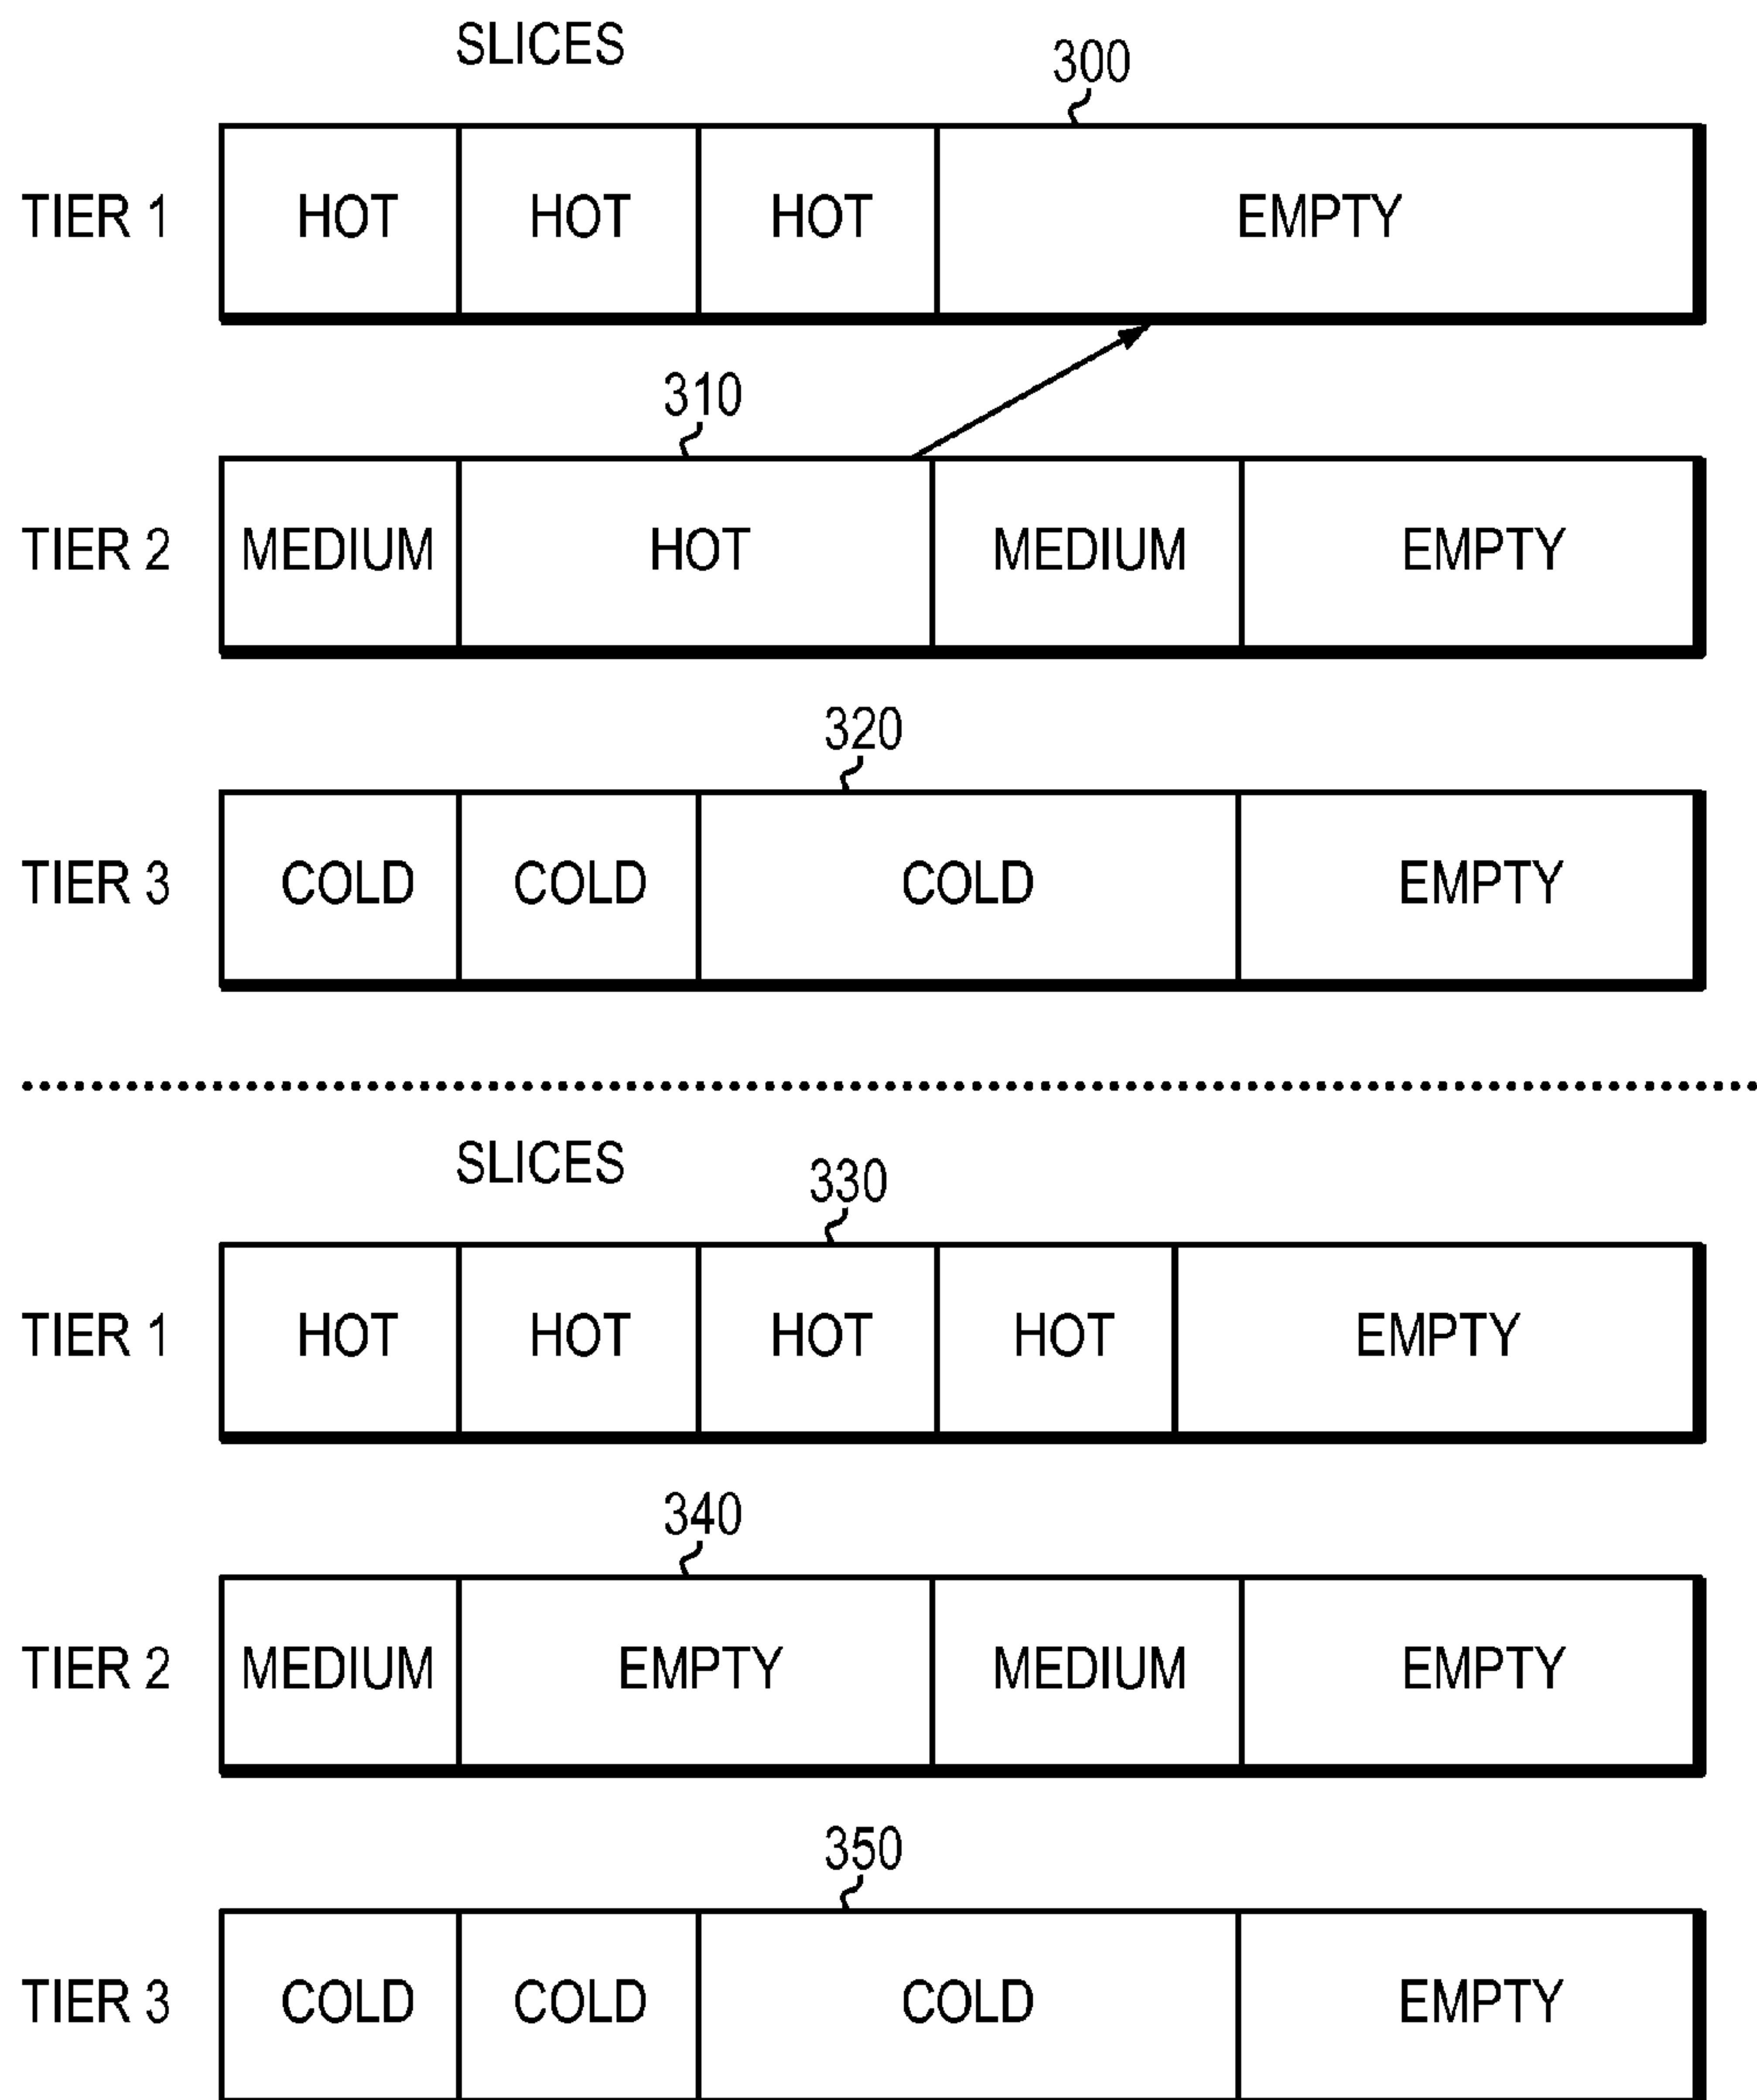 SLICES
300
TIER 1 HOT HOT HOT EMPTY
310
TIER 2 MEDIUM HOT MEDIUM EMPTY
320
TIER 3 COLD COLD COLD EMPTY
SLICES
330
TIER 1 HOT HOT HOT HOT EMPTY
340
TIER 2 MEDIUM EMPTY MEDIUM EMPTY
350
TIER 3 COLD COLD COLD EMPTY